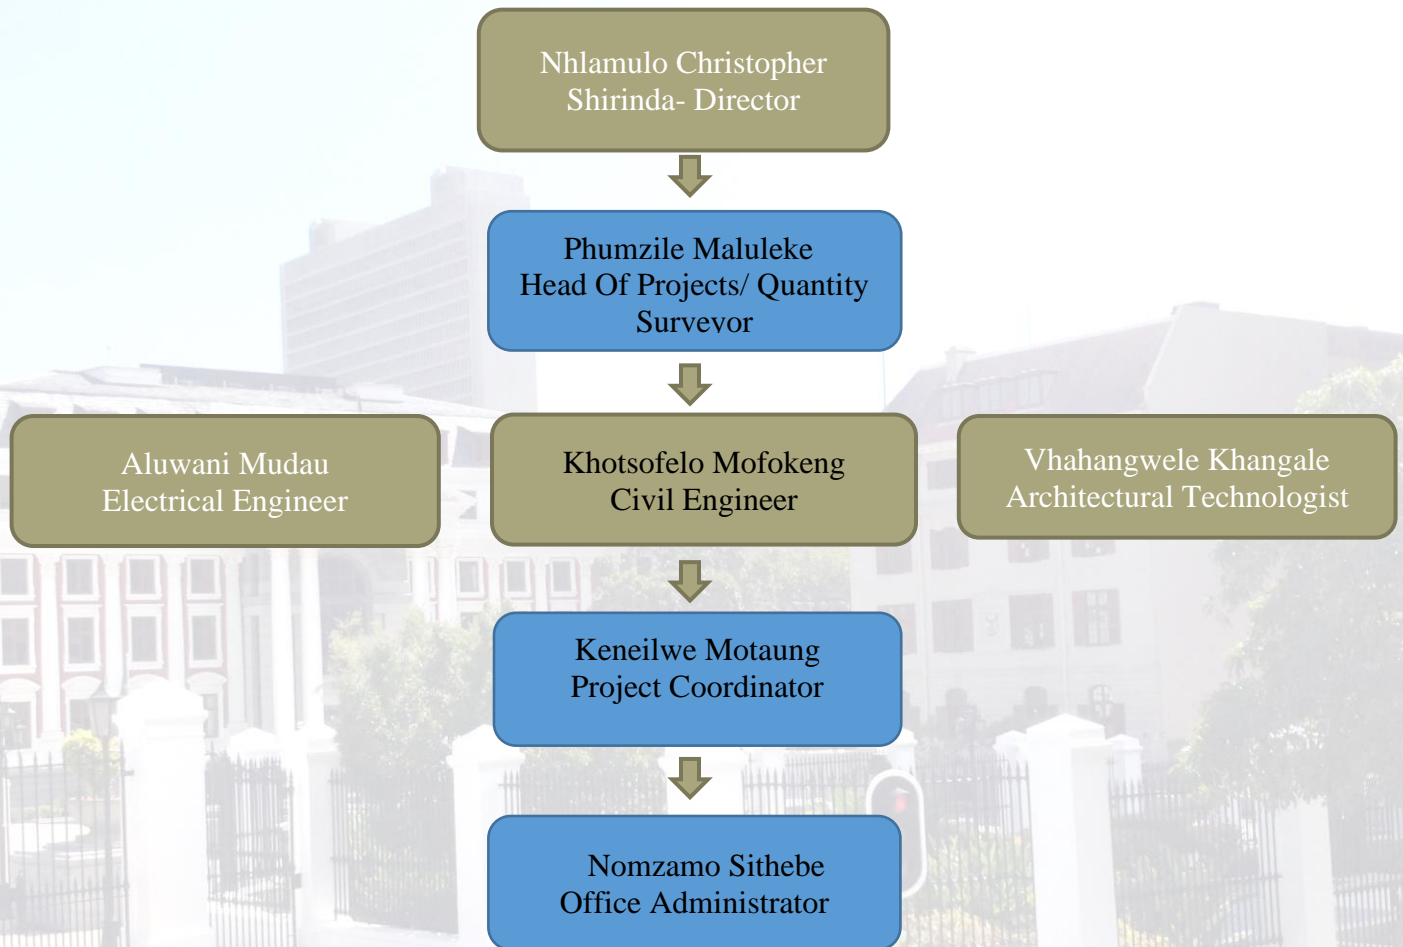 Nhlamulo Christopher
Shirinda- Director
Phumzile Maluleke
Head Of Projects/ Quantity
Surveyor
Aluwani Mudau
Electrical Engineer
Khotsofelo Mofokeng
Civil Engineer
Vhahangwele Khangale
Architectural Technologist
Keneilwe Motaung
Project Coordinator
Nomzamo Sithebe
Office Administrator